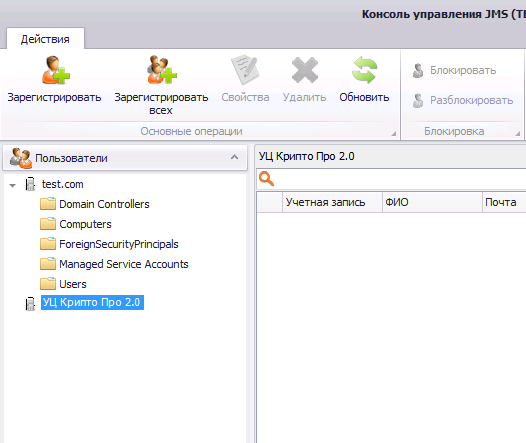 Консоль управления JMS (TE
Действия
Зарегистрировать
Зарегистрировать всех
Свойства
Удалить
Обновить
Основные операции
Блокировать
Разблокировать
Блокировка
Пользователи
УЦ Крипто Про 2.0
test.com
Domain Controllers
Computers
ForeignSecurityPrincipals
Managed Service Accounts
Users
УЦ Крипто Про 2.0
Учетная запись
ФИО
Почта